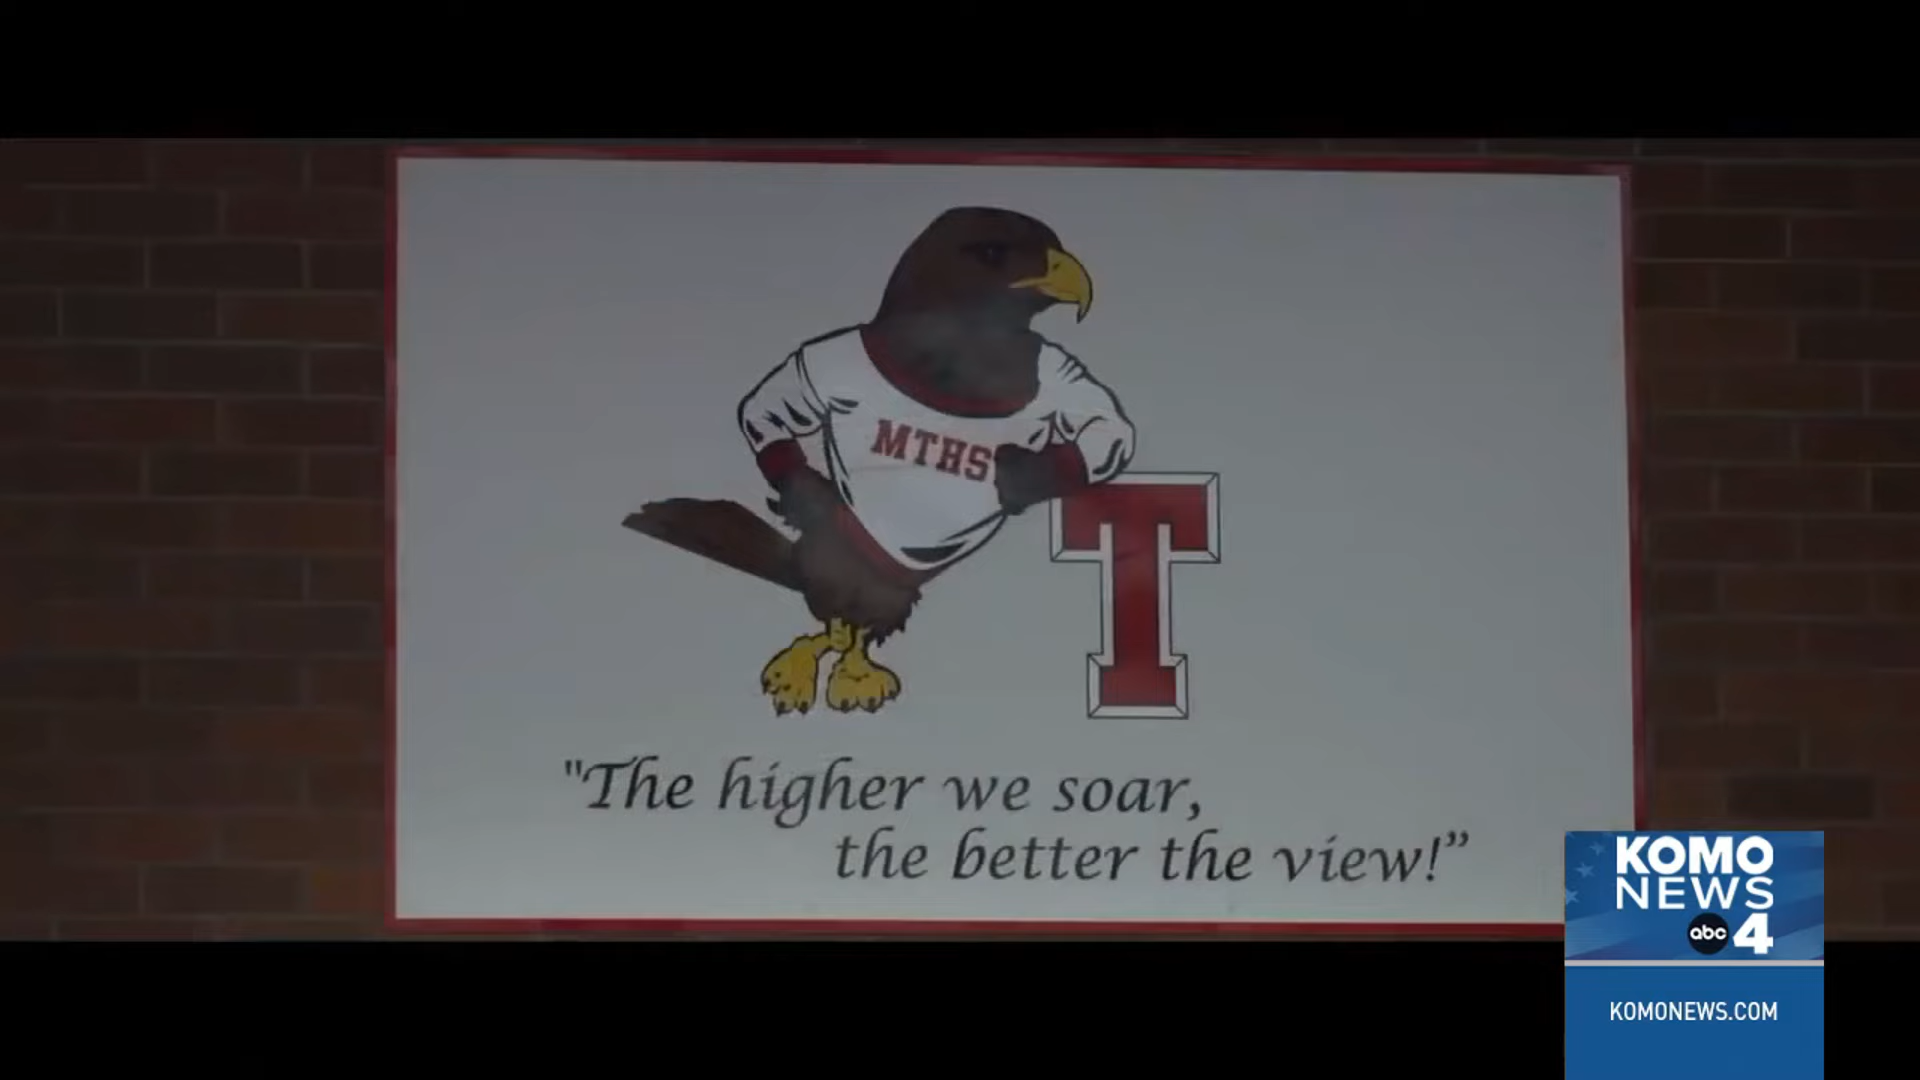 MTHS
T
"The higher we soar,
the better the view!”
KOMO
NEWS
abc 4
KOMONEWS.COM